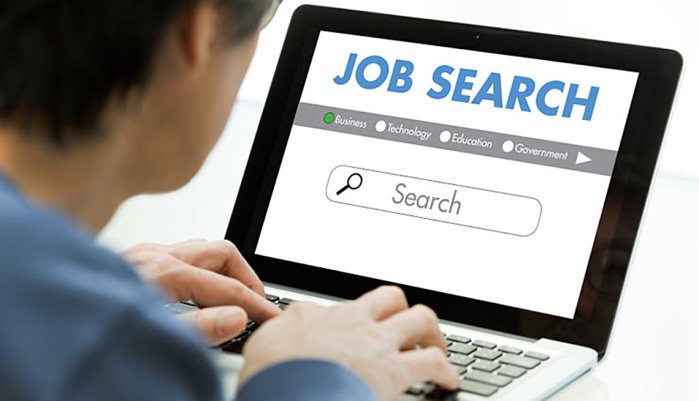 JOB SEARCH
Business Technology Education Government
Search